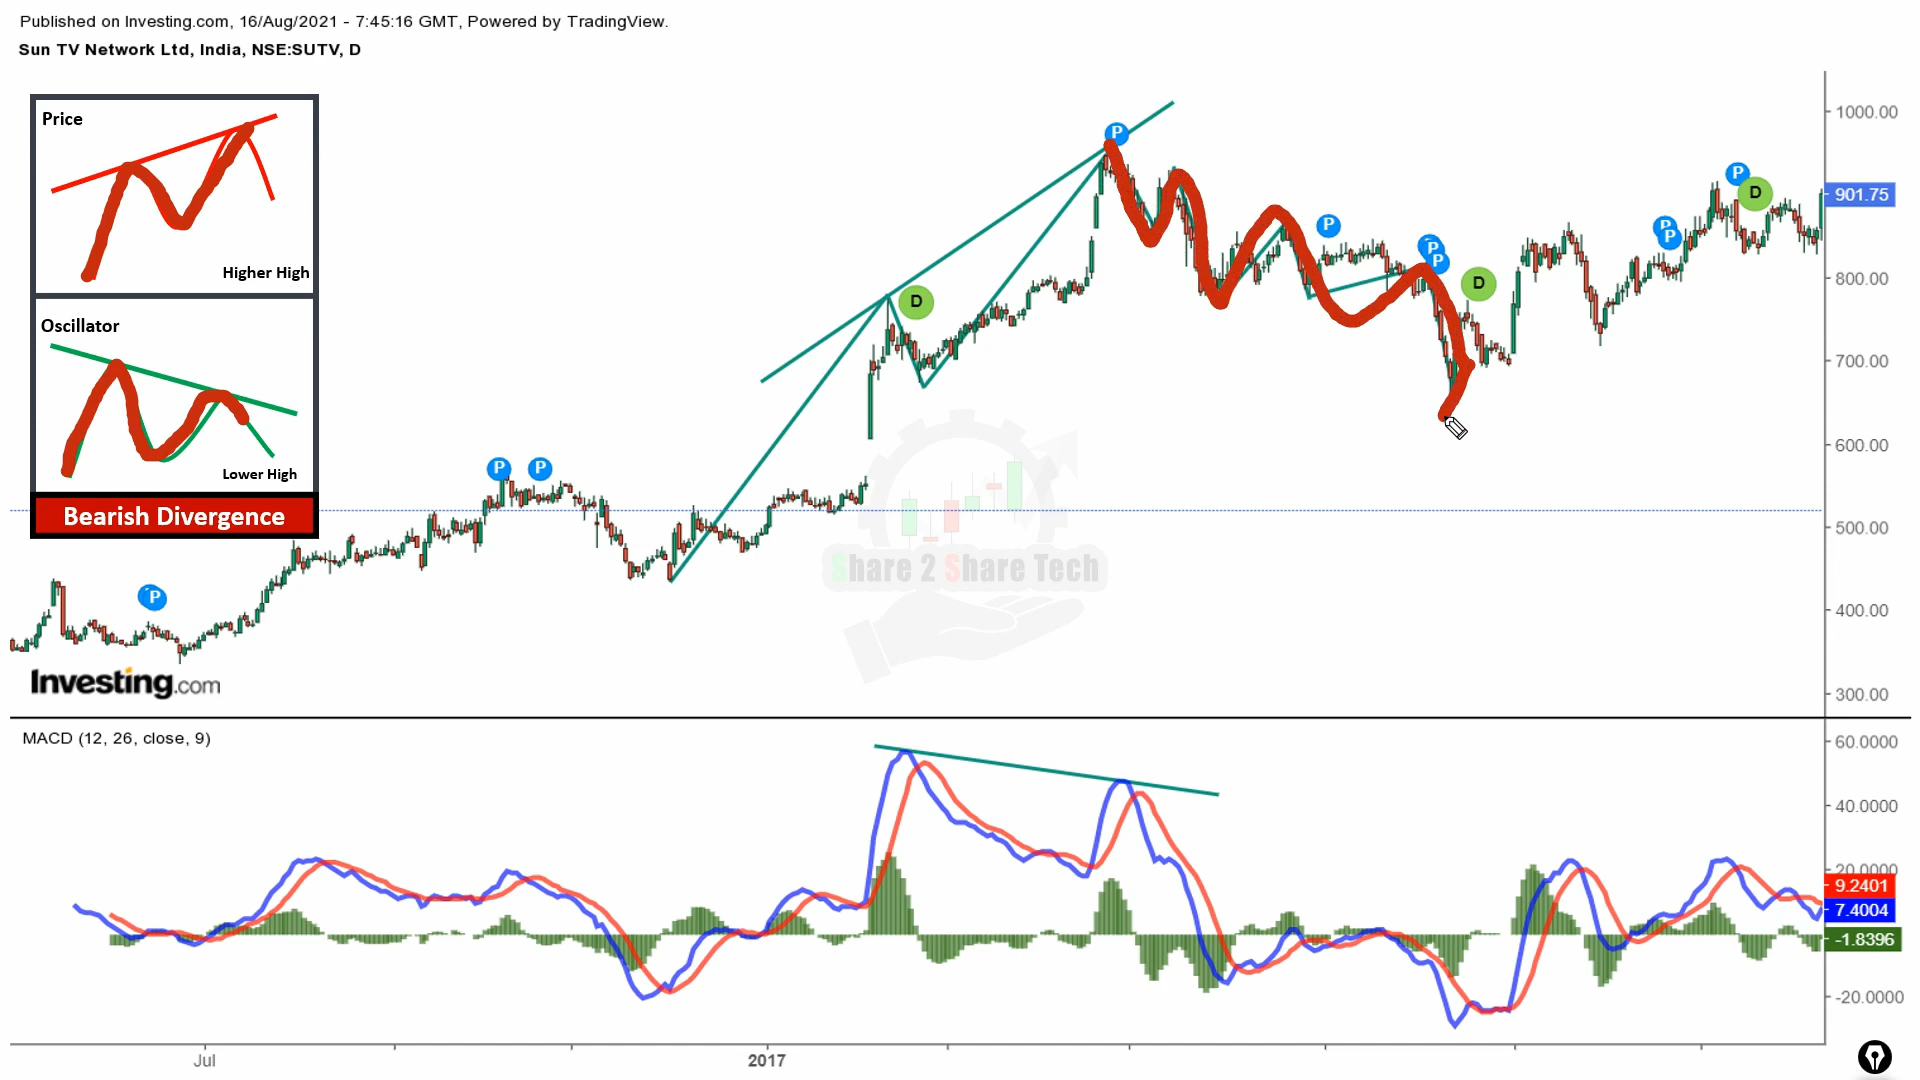 Published on Investing.com, 16/Aug/2021 - 7:45:16 GMT, Powered by TradingView.
Sun TV Network Ltd, India, NSE:SUTV, D
Price
Higher High
Oscillator
Lower High
Bearish Divergence
P
P
P
P
D
P
P
P
D
P
P
P
D
1000.00
901.75
800.00
700.00
600.00
500.00
400.00
300.00
Share 2 Share Tech
Investing.com
MACD (12, 26, close, 9)
60.0000
40.0000
20.0000
9.2401
7.4004
-1.8396
-20.0000
Jul
2017